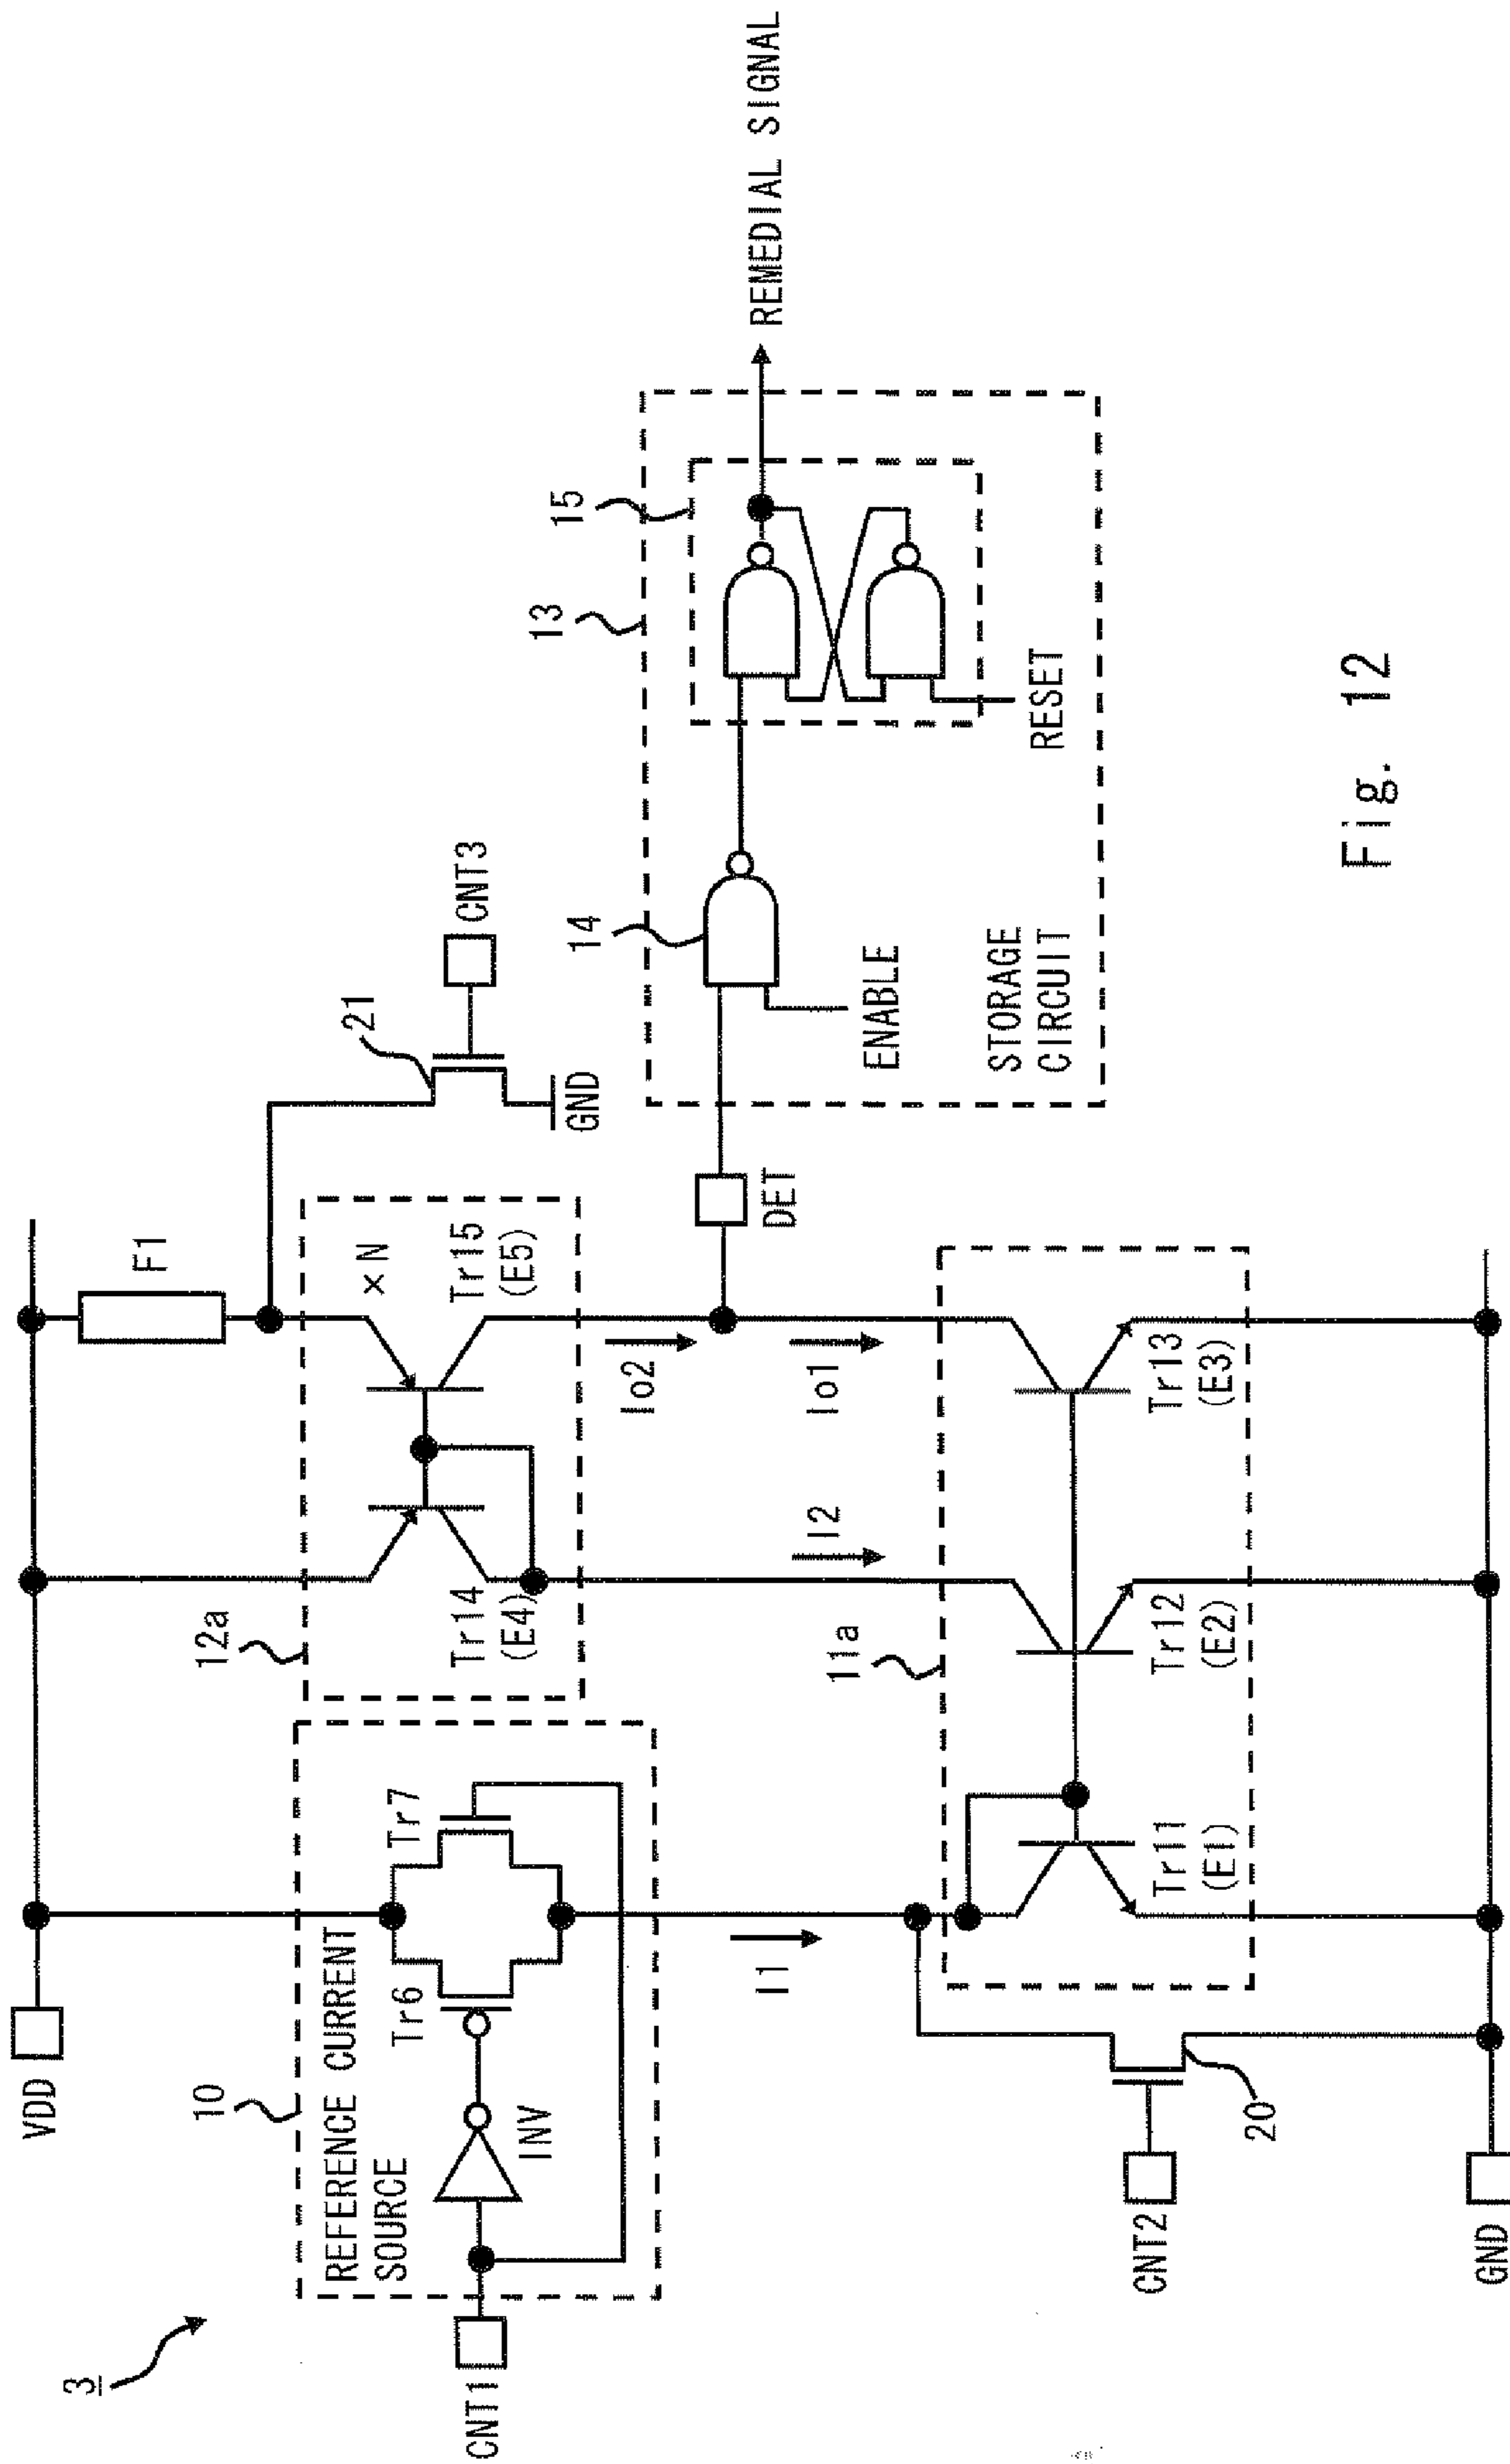 3
VDD
10
REFERENCE CURRENT
SOURCE
Tr6
Tr7
INV
CNT1
12a
Tr14
(E4)
×N
Tr15
(E5)
F1
21
CNT3
GND
I1
I2
Io2
Io1
DET
11a
Tr11
(E1)
Tr12
(E2)
Tr13
(E3)
20
CNT2
GND
13
14
15
ENABLE
RESET
STORAGE
CIRCUIT
REMEDIAL SIGNAL
Fig. 12